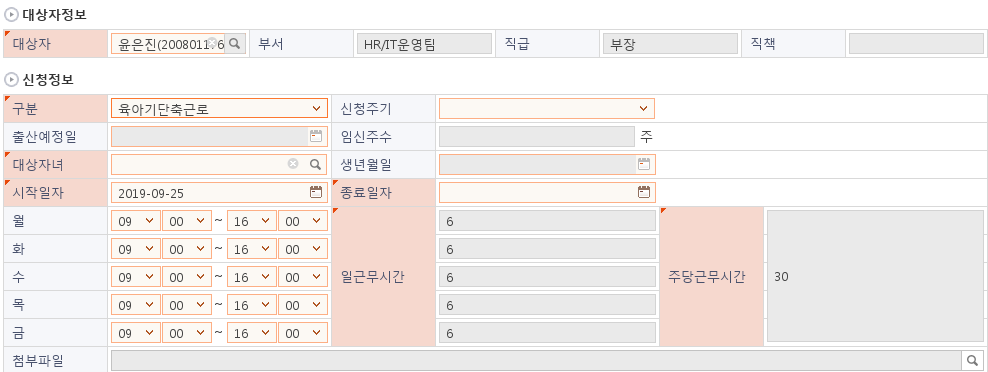 대상자정보
대상자 윤은진(20080 부서 HR/IT운영팀 직급 부장 직책
신청정보
구분 육아기단축근로 신청주기
출산예정일 임신주수 주
대상자녀 생년월일
시작일자 2019-09-25 종료일자
월 09 00 ~ 16 00 6
화 09 00 ~ 16 00 6
수 09 00 ~ 16 00 일근무시간 6 주당근무시간 30
목 09 00 ~ 16 00 6
금 09 00 ~ 16 00 6
첨부파일